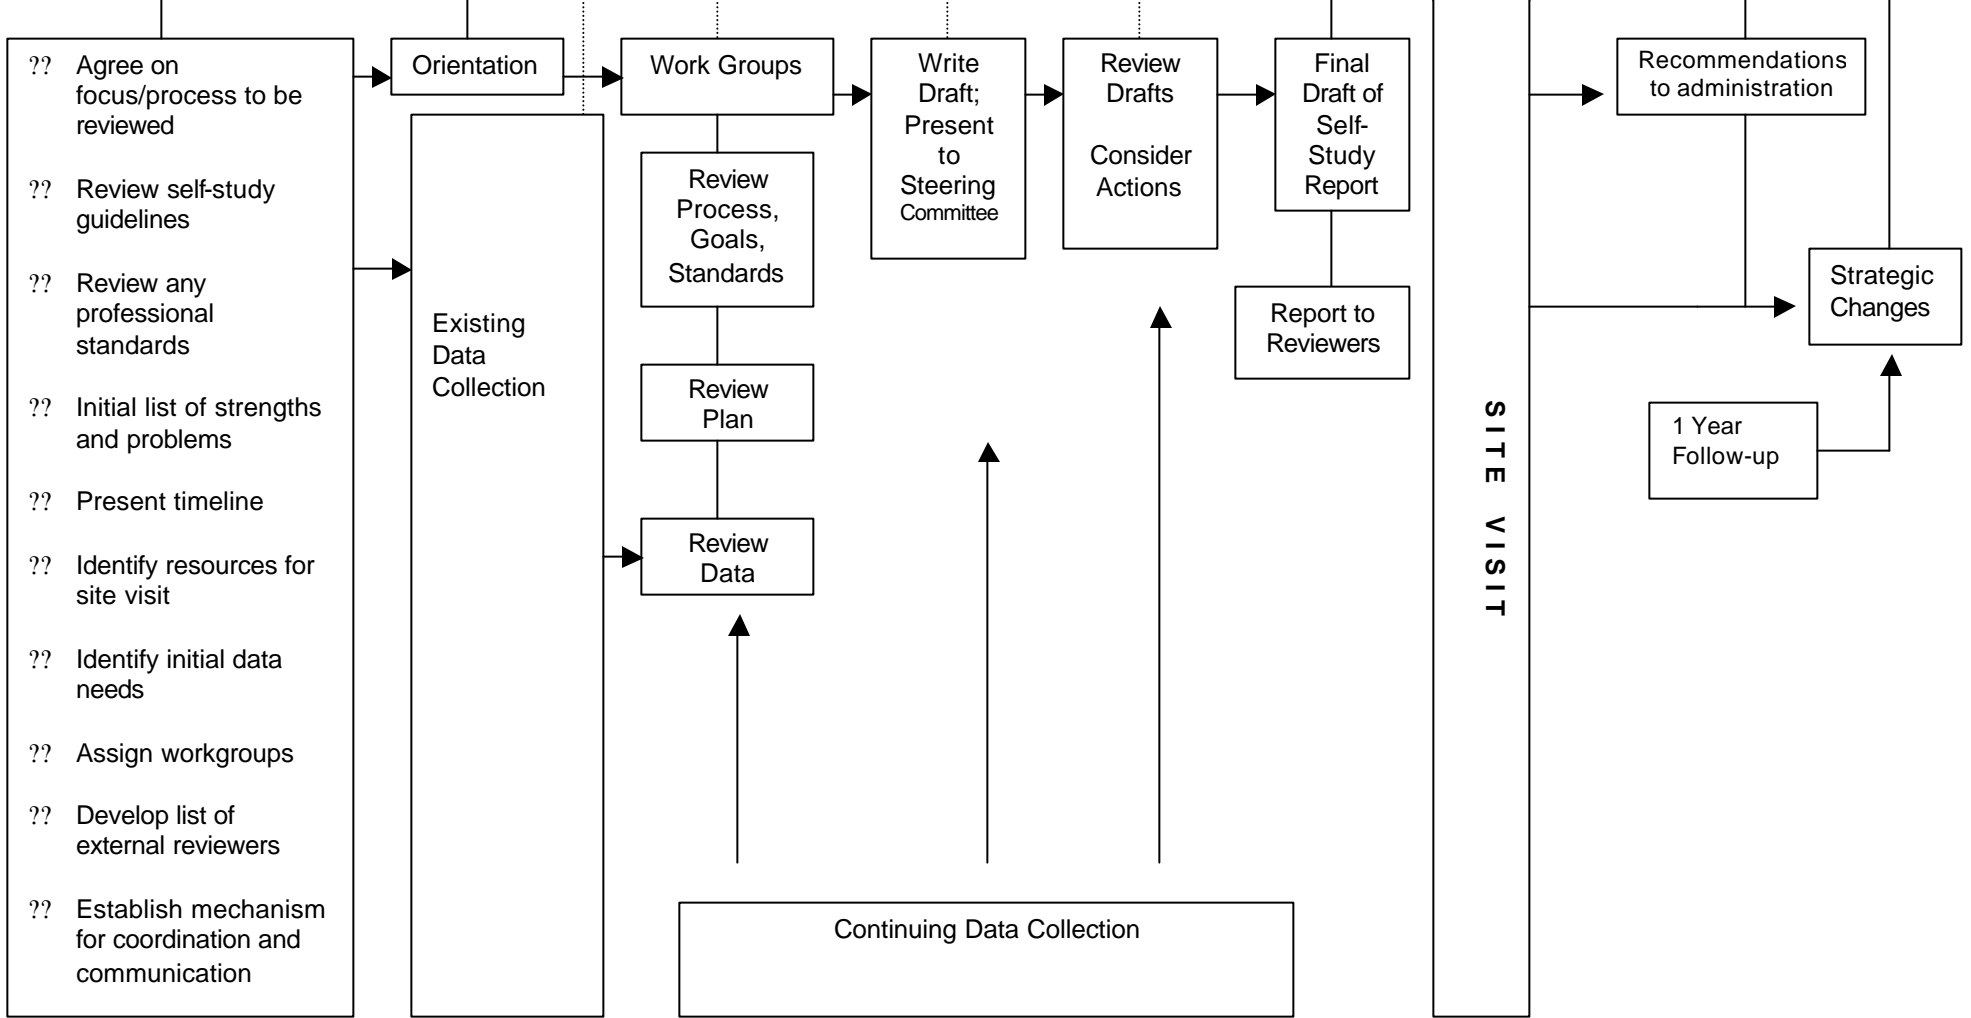 ?? Agree on
focus/process to be
reviewed
?? Review self-study
guidelines
?? Review any
professional
standards
?? Initial list of strengths
and problems
?? Present timeline
?? Identify resources for
site visit
?? Identify initial data
needs
?? Assign workgroups
?? Develop list of
external reviewers
?? Establish mechanism
for coordination and
communication
Orientation
Existing
Data
Collection
Work Groups
Review
Process,
Goals,
Standards
Review
Plan
Review
Data
Write
Draft;
Present
to
Steering
Committee
Review
Drafts
Consider
Actions
Final
Draft of
Self-
Study
Report
Report to
Reviewers
Continuing Data Collection
SITE VISIT
Recommendations
to administration
Strategic
Changes
1 Year
Follow-up